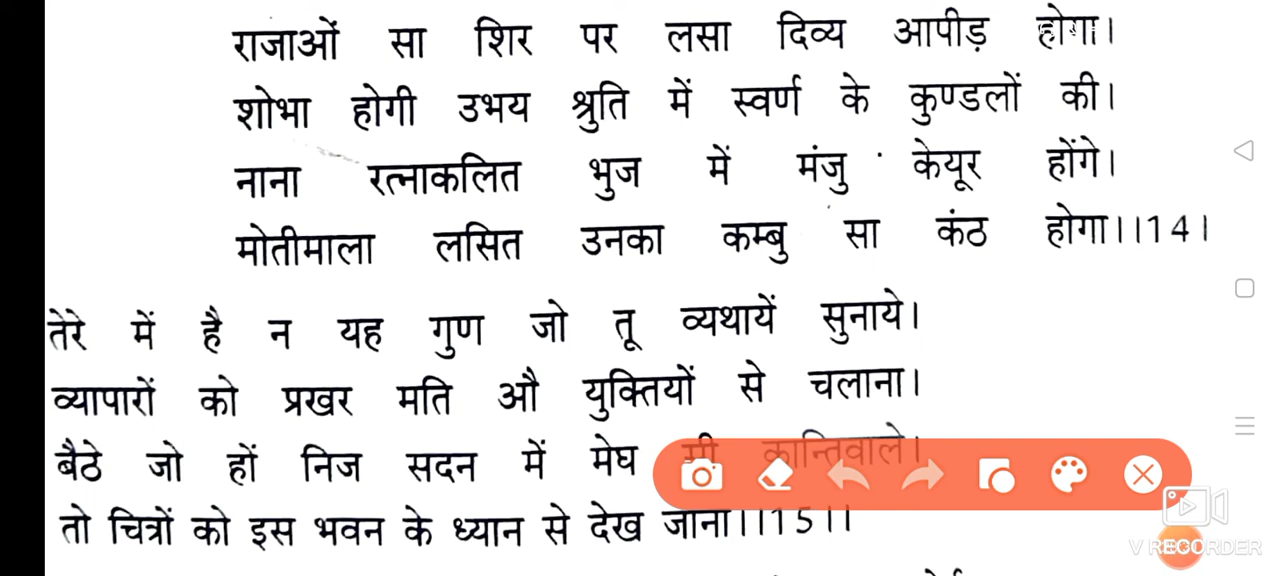 राजाओं सा शिर पर लसा दिव्य आपीड़ होगा।
शोभा होगी उभय श्रुति में स्वर्ण के कुण्डलों की।
नाना रत्नाकलित भुज में मंजु केयूर होंगे।
मोतीमाला लसित उनका कम्बु सा कंठ होगा।।14।
तेरे में है न यह गुण जो तू व्यथायें सुनाये।
व्यापारों को प्रखर मति औ युक्तियों से चलाना।
बैठे जो हों निज सदन में मेघ सी कान्तिवाले।
तो चित्रों को इस भवन के ध्यान से देख जाना।।15।।
V RECORDER